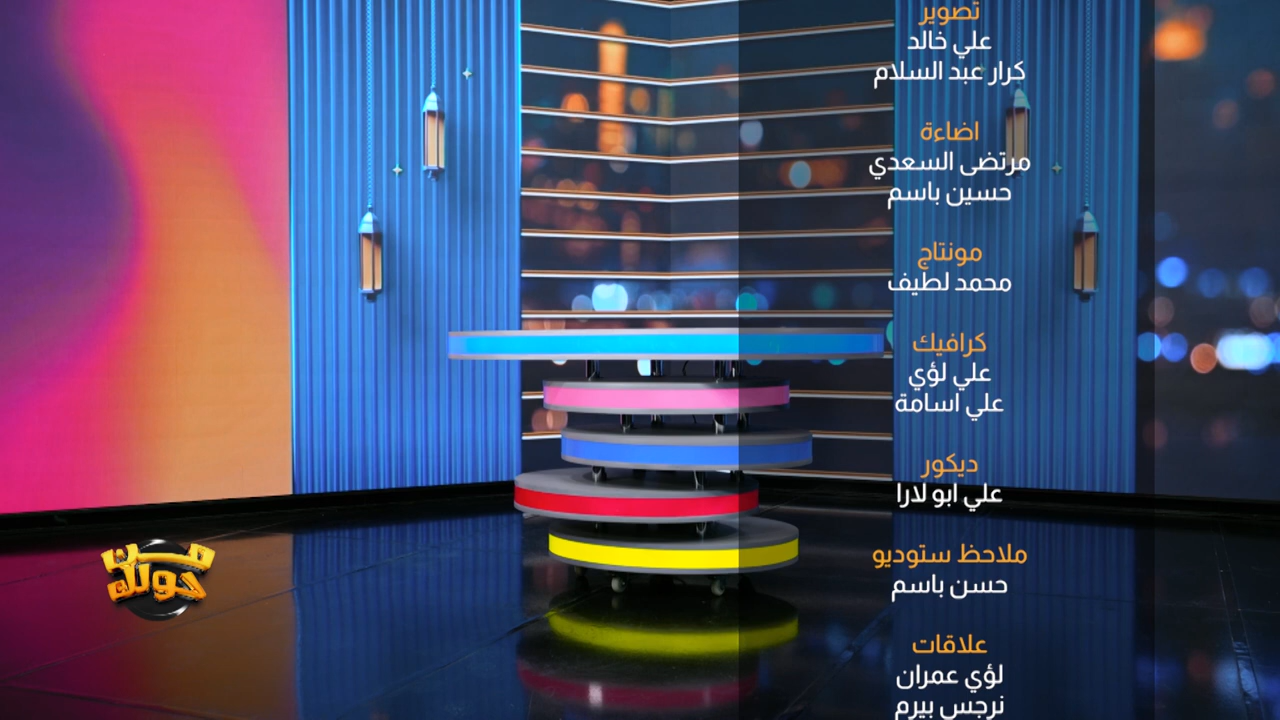 تصوير
علي خالد
كرار عبد السلام
اضاءة
مرتضى السعدي
حسين باسم
مونتاج
محمد لطيف
كرافيك
علي لؤي
علي اسامة
ديكور
علي ابو لارا
ملاحظ ستوديو
حسن باسم
علاقات
لؤي عمران
نرجس بيرم
من
حولك